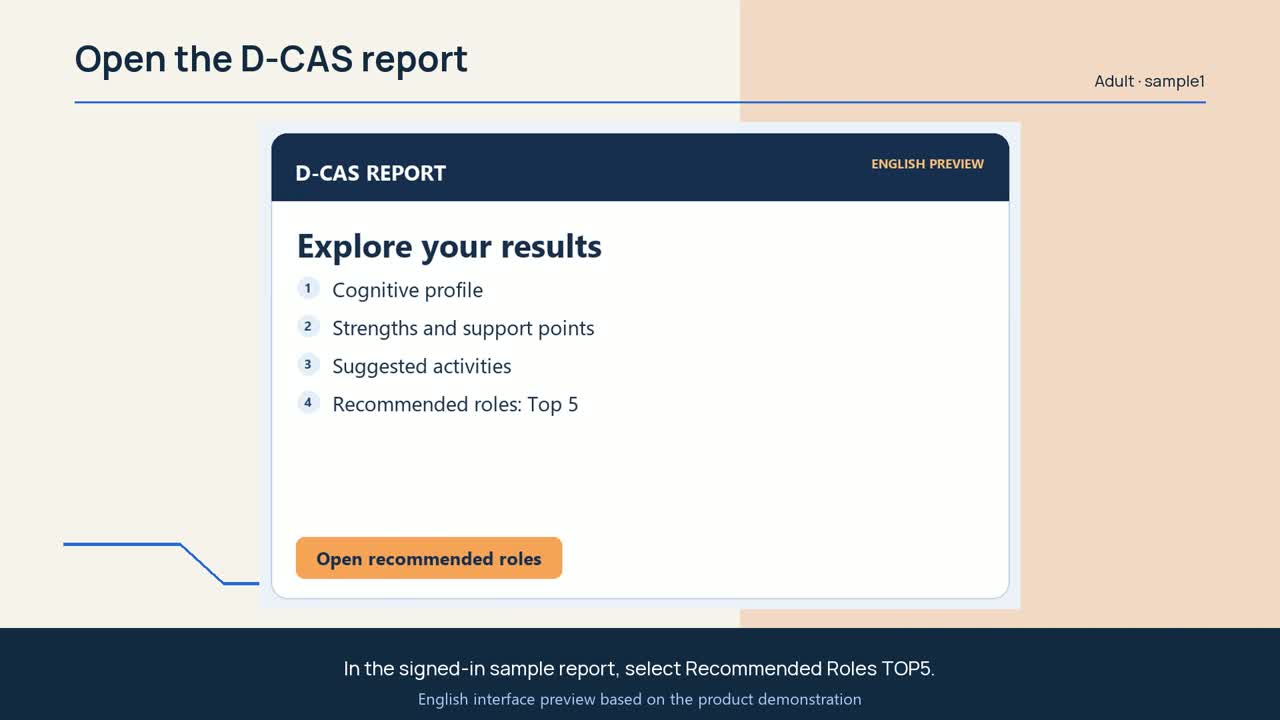 Open the D-CAS report
Adult · sample1
D-CAS REPORT
ENGLISH PREVIEW
Explore your results
1 Cognitive profile
2 Strengths and support points
3 Suggested activities
4 Recommended roles: Top 5
Open recommended roles
In the signed-in sample report, select Recommended Roles TOP5.
English interface preview based on the product demonstration